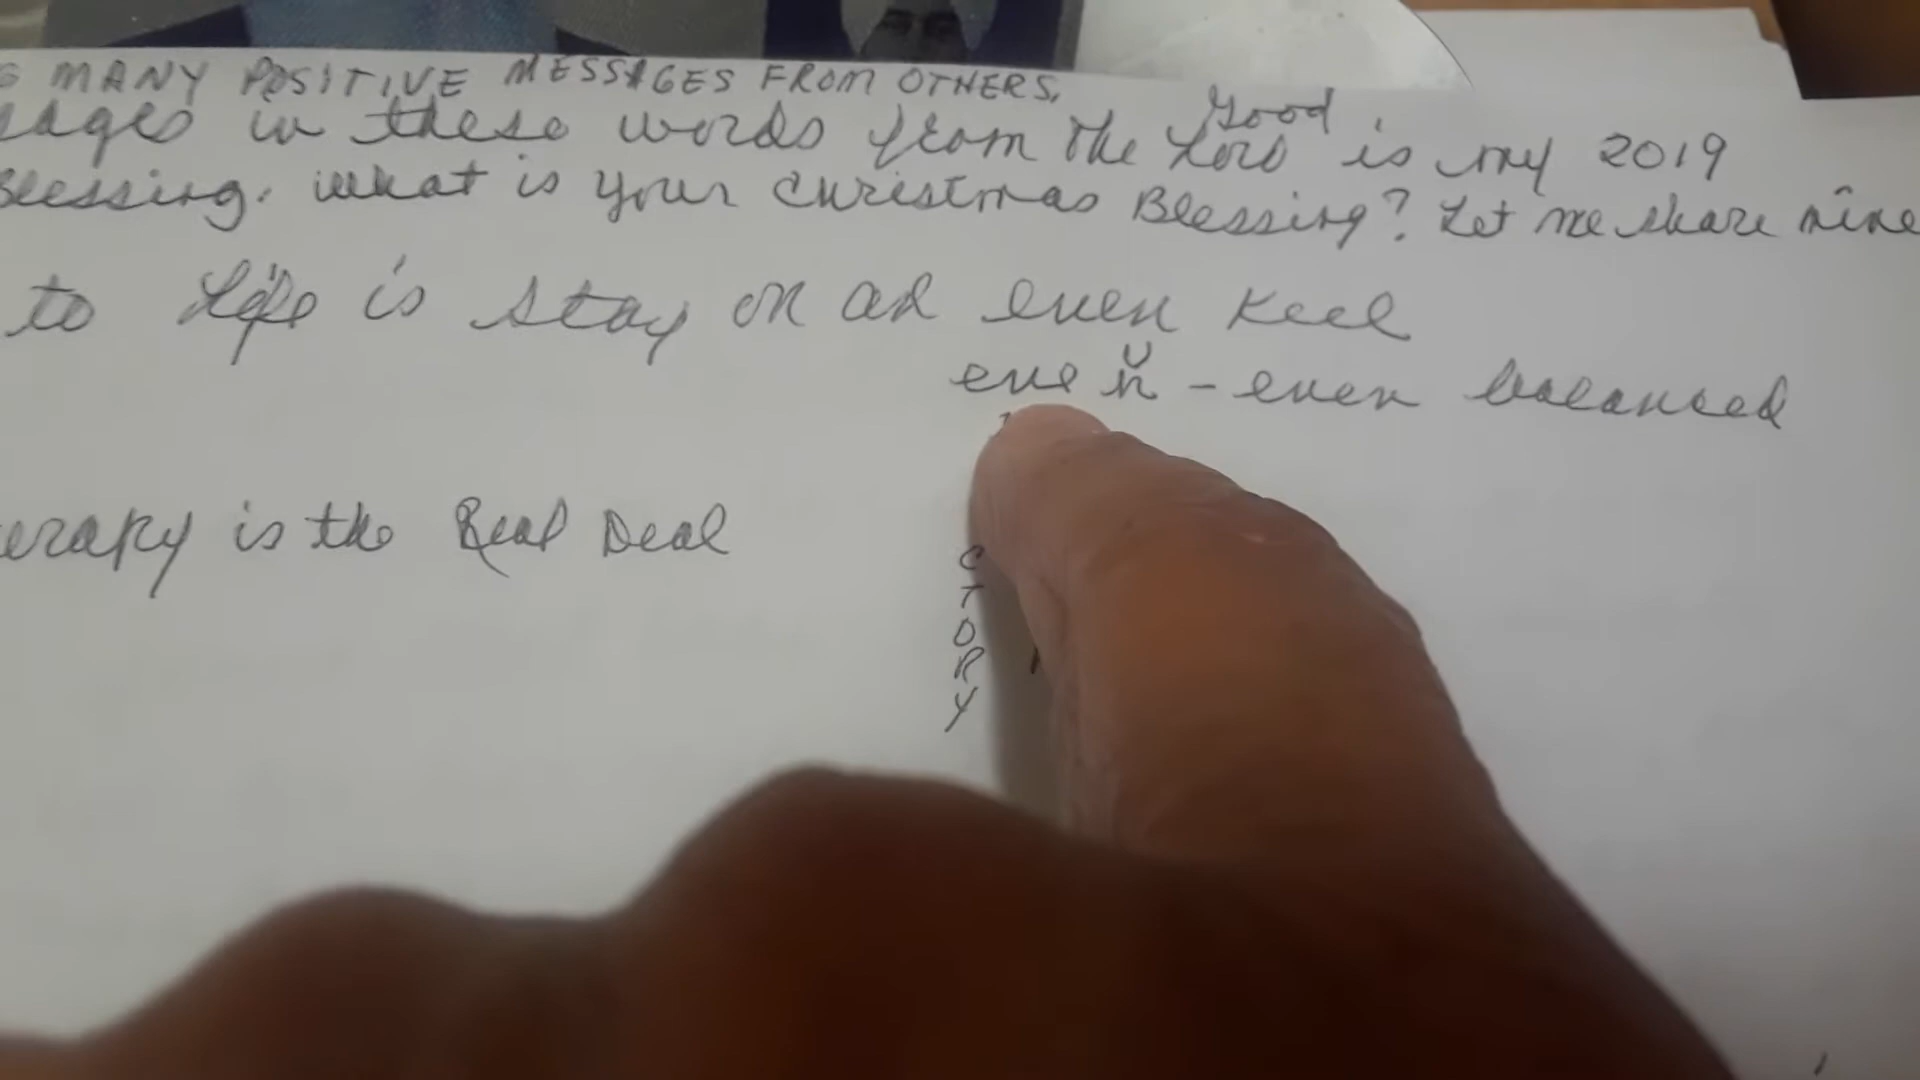 MANY POSITIVE MESSAGES FROM OTHERS.
Good
in these words from the Lord is my 2019
Blessing. What is your Christmas Blessing? Let me share mine
to Life is stay on an even Keel
even - even balanced
is the Real Deal
C
T
O
R
Y